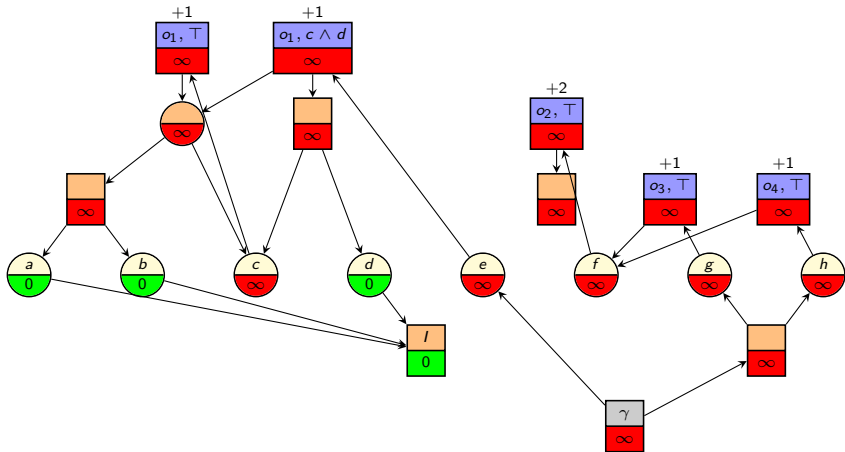 +1 +1
o₁, ⊤ o₁, c ∧ d
∞ ∞
+2
o₂, ⊤
∞ ∞ ∞
+1 +1
o₃, ⊤ o₄, ⊤
∞ ∞ ∞ ∞
a b c d e f g h
0 0 ∞ 0 ∞ ∞ ∞ ∞
I
0 ∞
γ
∞